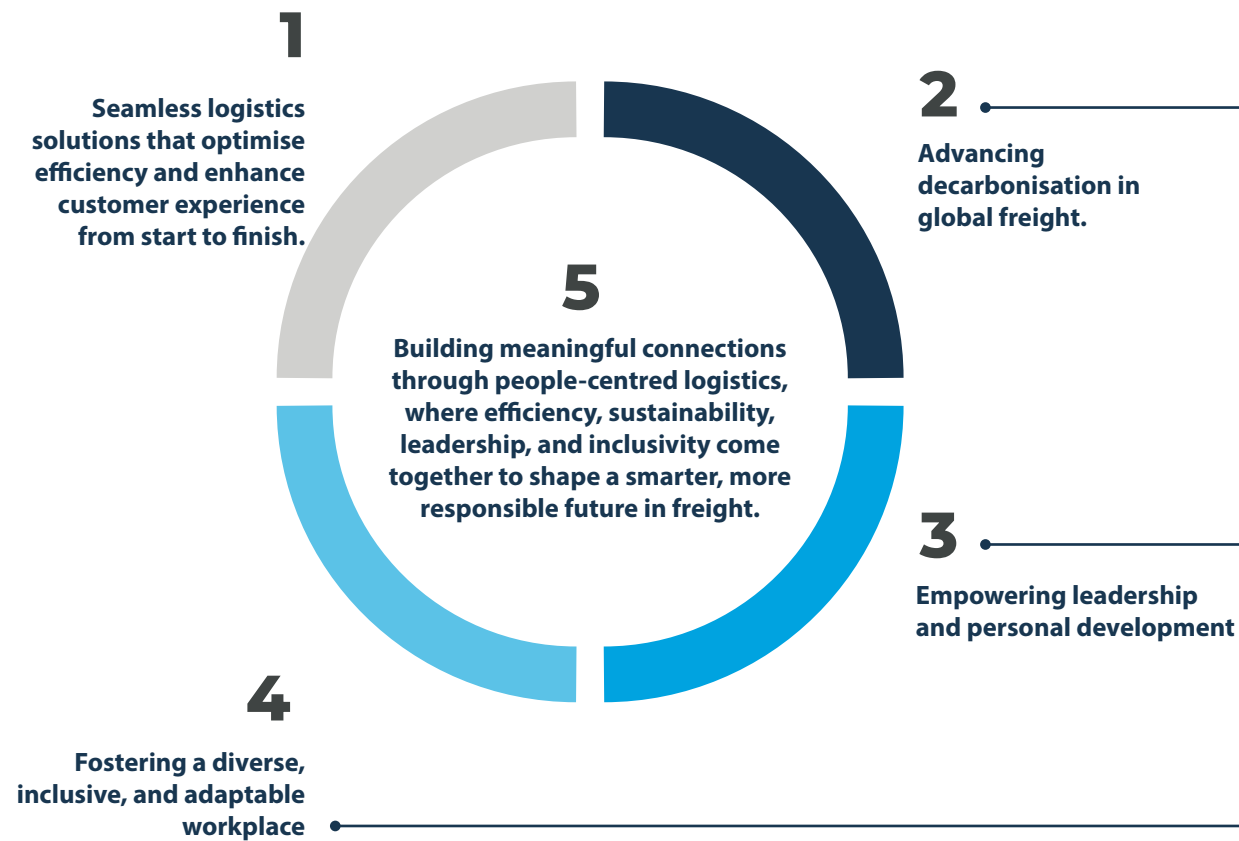 1
Seamless logistics
solutions that optimise
efficiency and enhance
customer experience
from start to finish.
2
Advancing
decarbonisation in
global freight.
5
Building meaningful connections
through people-centred logistics,
where efficiency, sustainability,
leadership, and inclusivity come
together to shape a smarter, more
responsible future in freight.
3
Empowering leadership
and personal development
4
Fostering a diverse,
inclusive, and adaptable
workplace